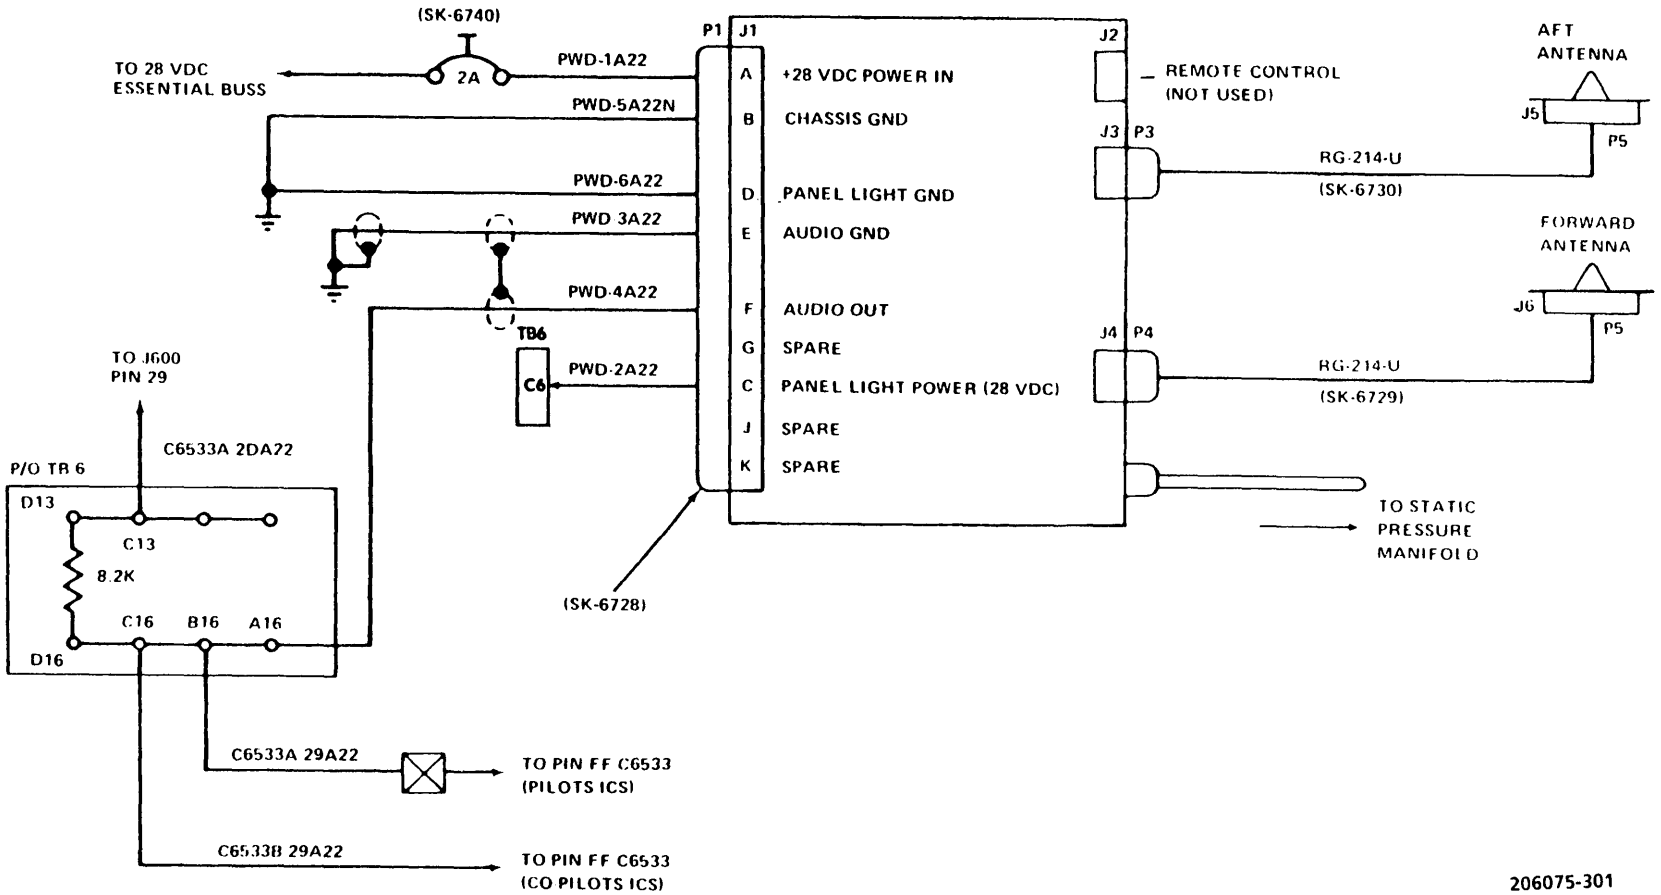 (SK-6740)
TO 28 VDC
ESSENTIAL BUSS
2A
PWD-1A22
PWD-5A22N
PWD-6A22
PWD 3A22
PWD-4A22
TB6
C6
PWD-2A22
P1
J1
A +28 VDC POWER IN
B CHASSIS GND
D PANEL LIGHT GND
E AUDIO GND
F AUDIO OUT
G SPARE
C PANEL LIGHT POWER (28 VDC)
J SPARE
K SPARE
(SK-6728)
J2
REMOTE CONTROL
(NOT USED)
J3
P3
RG-214-U
(SK-6730)
AFT
ANTENNA
J5
P5
FORWARD
ANTENNA
J6
P5
J4
P4
RG-214-U
(SK-6729)
TO STATIC
PRESSURE
MANIFOLD
TO J600
PIN 29
C6533A 2DA22
P/O TB 6
D13
C13
8.2K
C16
B16
A16
D16
C6533A 29A22
TO PIN FF C6533
(PILOTS ICS)
C6533B 29A22
TO PIN FF C6533
(CO PILOTS ICS)
206075-301